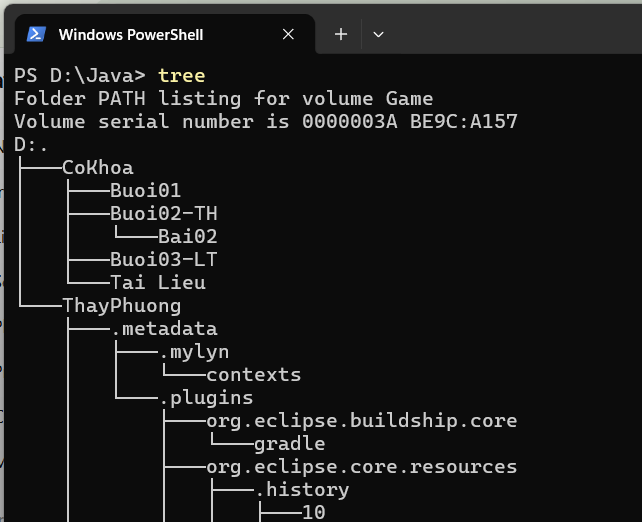 Windows PowerShell
PS D:\Java> tree
Folder PATH listing for volume Game
Volume serial number is 0000003A BE9C:A157
D:.
├───CoKhoa
│   ├───Buoi01
│   ├───Buoi02-TH
│   │   └───Bai02
│   ├───Buoi03-LT
│   └───Tai Lieu
└───ThayPhuong
    ├───.metadata
    │   ├───.mylyn
    │   │   └───contexts
    │   └───.plugins
    │       ├───org.eclipse.buildship.core
    │       │   └───gradle
    │       ├───org.eclipse.core.resources
    │       │   ├───.history
    │       │   │   ├───10